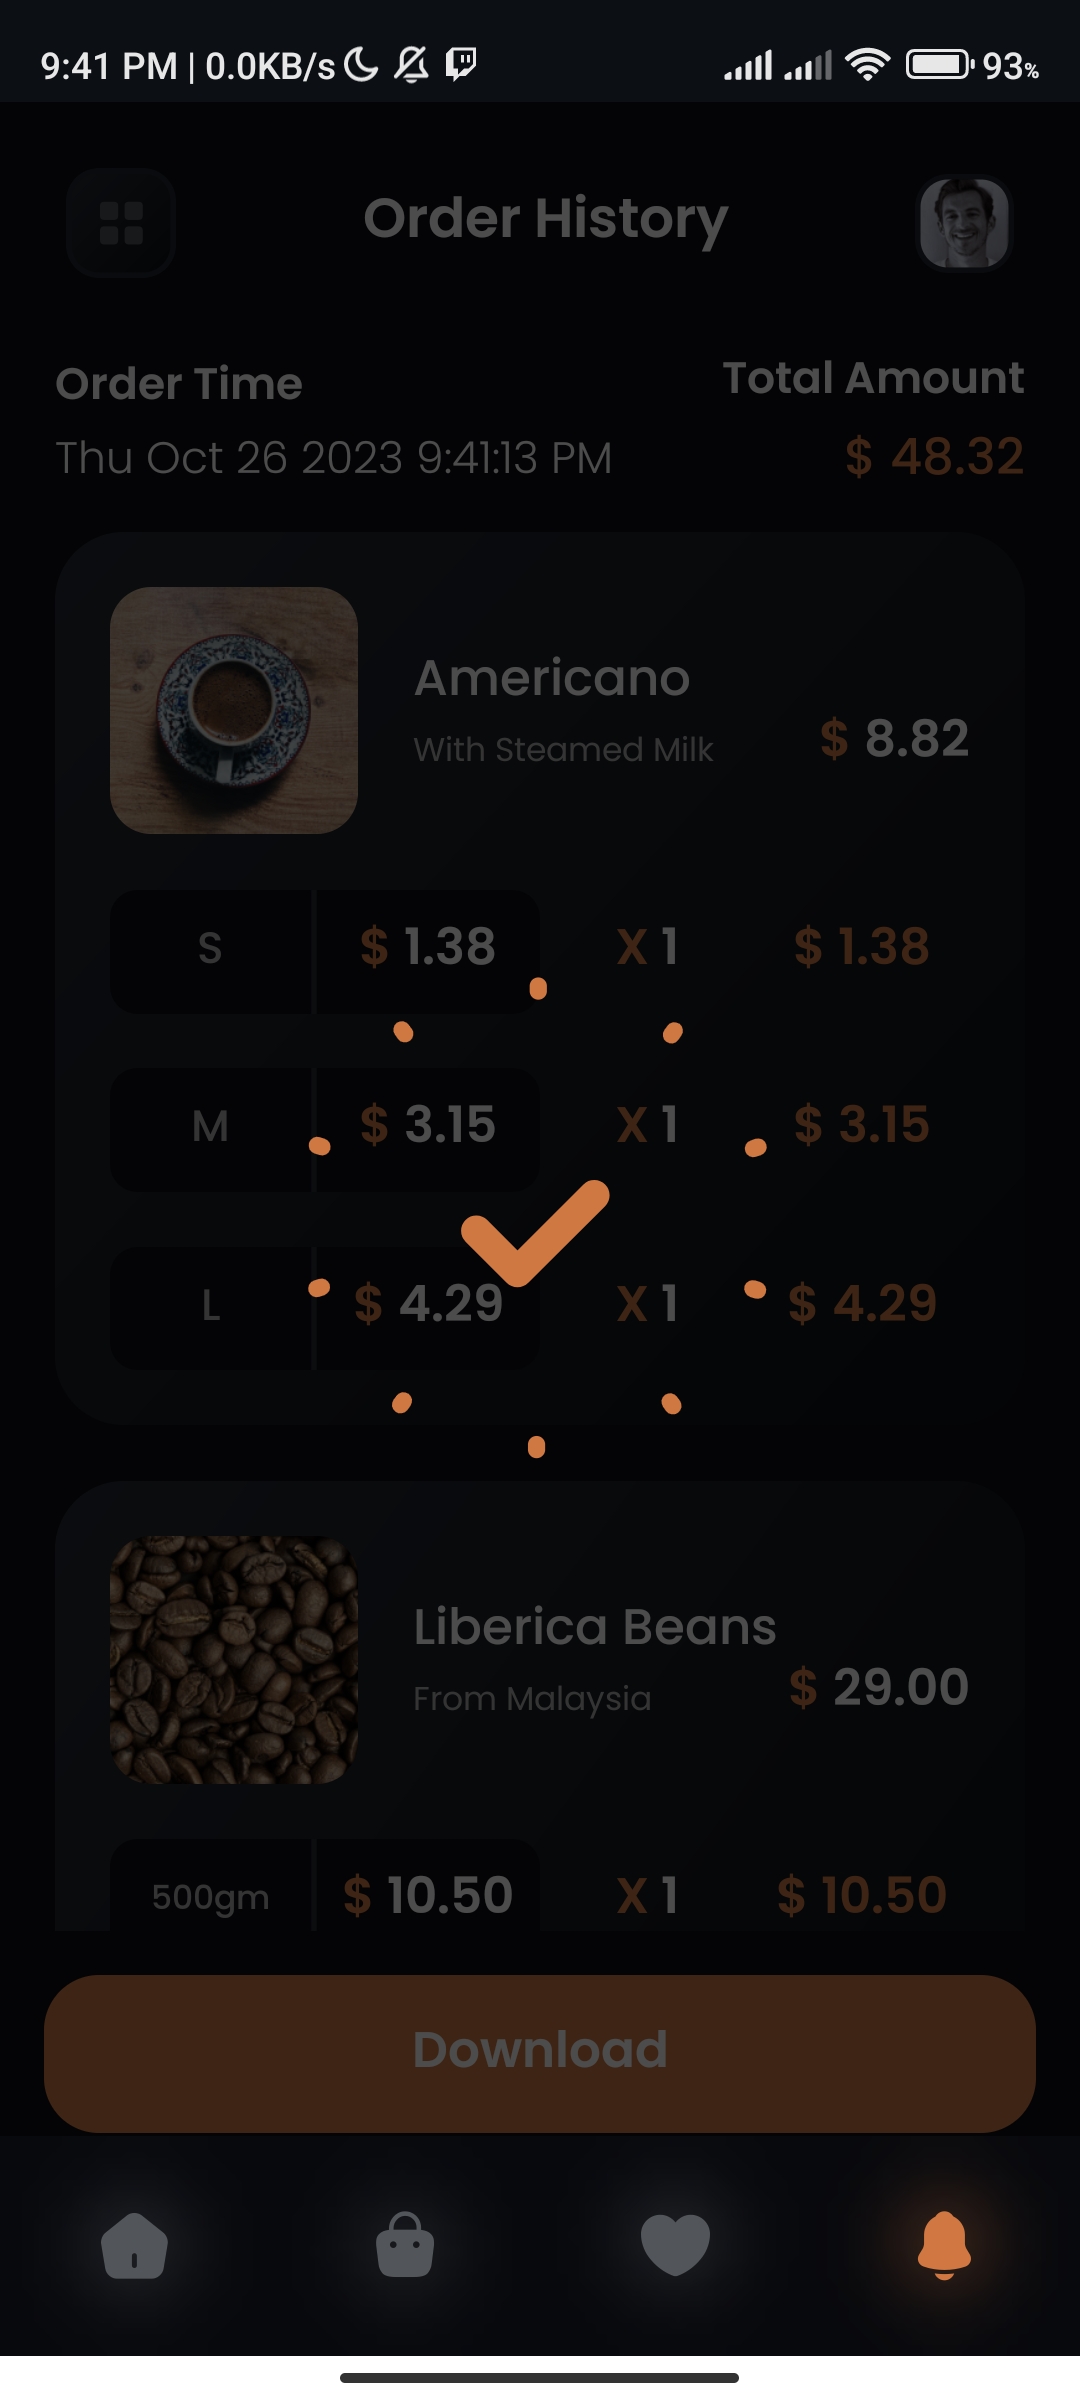 9:41 PM | 0.0KB/s 93%
Order History
Order Time
Total Amount
Thu Oct 26 2023 9:41:13 PM
$ 48.32
Americano
With Steamed Milk
$ 8.82
S $ 1.38 X 1 $ 1.38
M $ 3.15 X 1 $ 3.15
L $ 4.29 X 1 $ 4.29
Liberica Beans
From Malaysia
$ 29.00
500gm $ 10.50 X 1 $ 10.50
Download